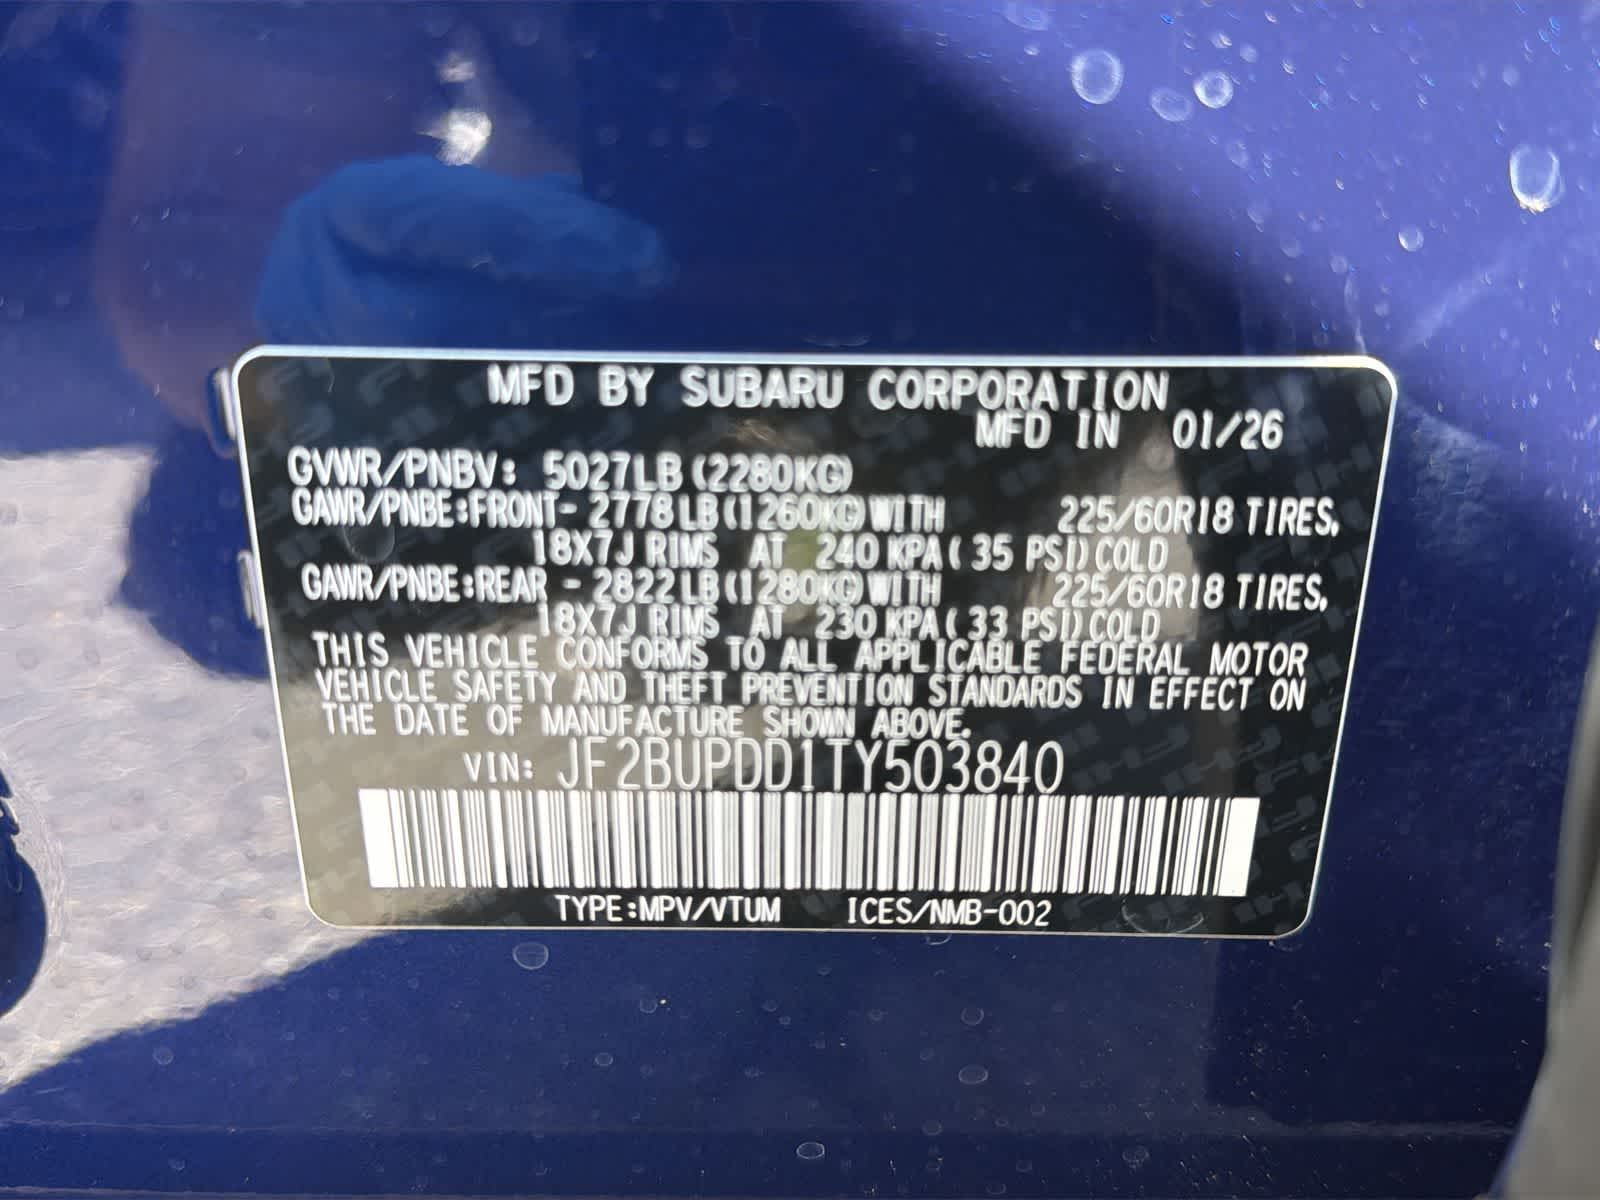 MFD BY SUBARU CORPORATION
MFD IN 01/26
GVWR/PNBV: 5027LB (2280KG)
GAWR/PNBE:FRONT- 2778LB(1260KG)WITH 225/60R18 TIRES,
18X7J RIMS AT 240 KPA( 35 PSI)COLD
GAWR/PNBE:REAR - 2822LB(1280KG)WITH 225/60R18 TIRES,
18X7J RIMS AT 230 KPA( 33 PSI)COLD
THIS VEHICLE CONFORMS TO ALL APPLICABLE FEDERAL MOTOR
VEHICLE SAFETY AND THEFT PREVENTION STANDARDS IN EFFECT ON
THE DATE OF MANUFACTURE SHOWN ABOVE.
VIN: JF2BUPDD1TY503840
TYPE:MPV/VTUM ICES/NMB-002